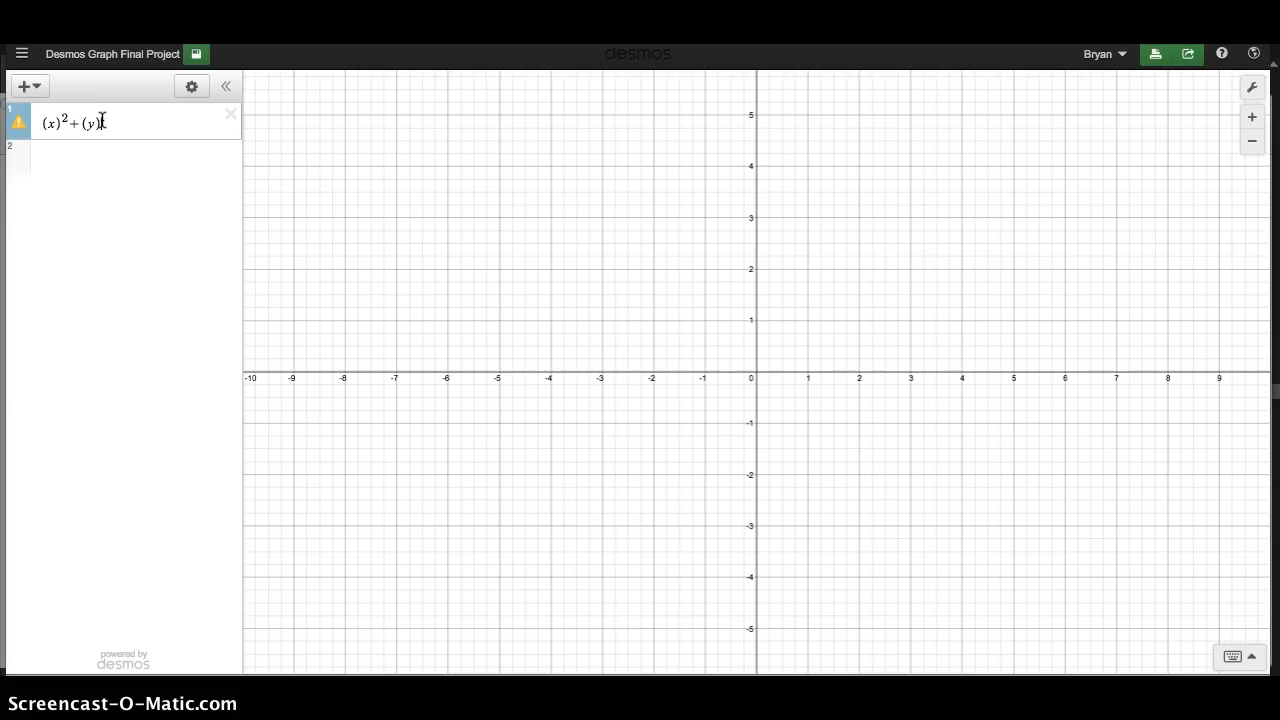 Desmos Graph Final Project
desmos
Bryan
1
(x)²+(y)
2
5
4
3
2
1
-10 -9 -8 -7 -6 -5 -4 -3 -2 -1 0 1 2 3 4 5 6 7 8 9
-1
-2
-3
-4
-5
powered by
desmos
Screencast-O-Matic.com